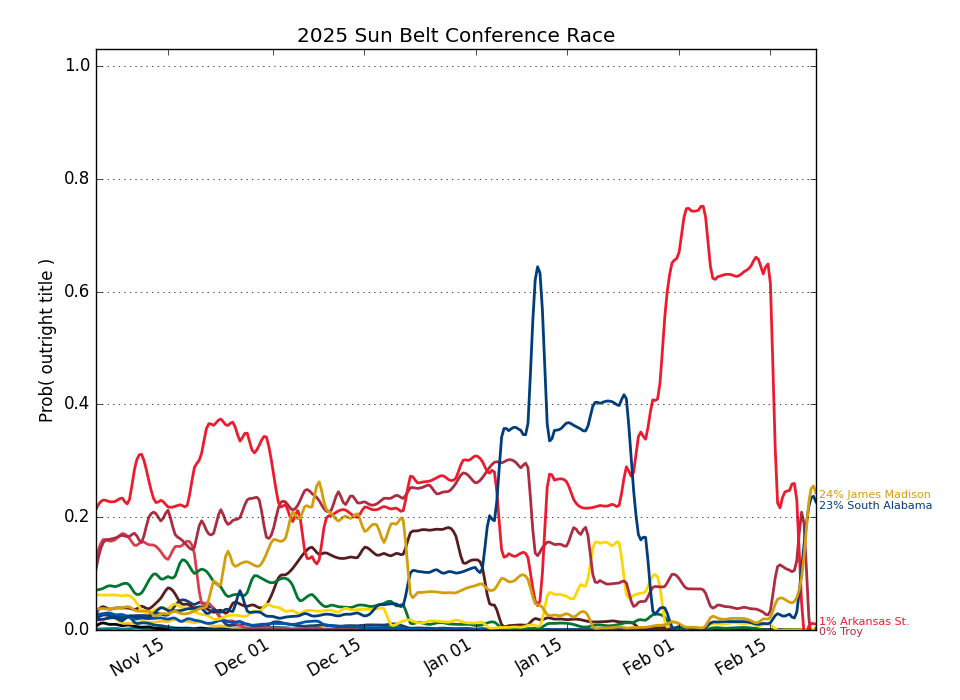 2025 Sun Belt Conference Race
1.0
0.8
0.6
0.4
0.2
0.0
Prob( outright title )
24% James Madison
23% South Alabama
1% Arkansas St.
0% Troy
Nov 15
Dec 01
Dec 15
Jan 01
Jan 15
Feb 01
Feb 15